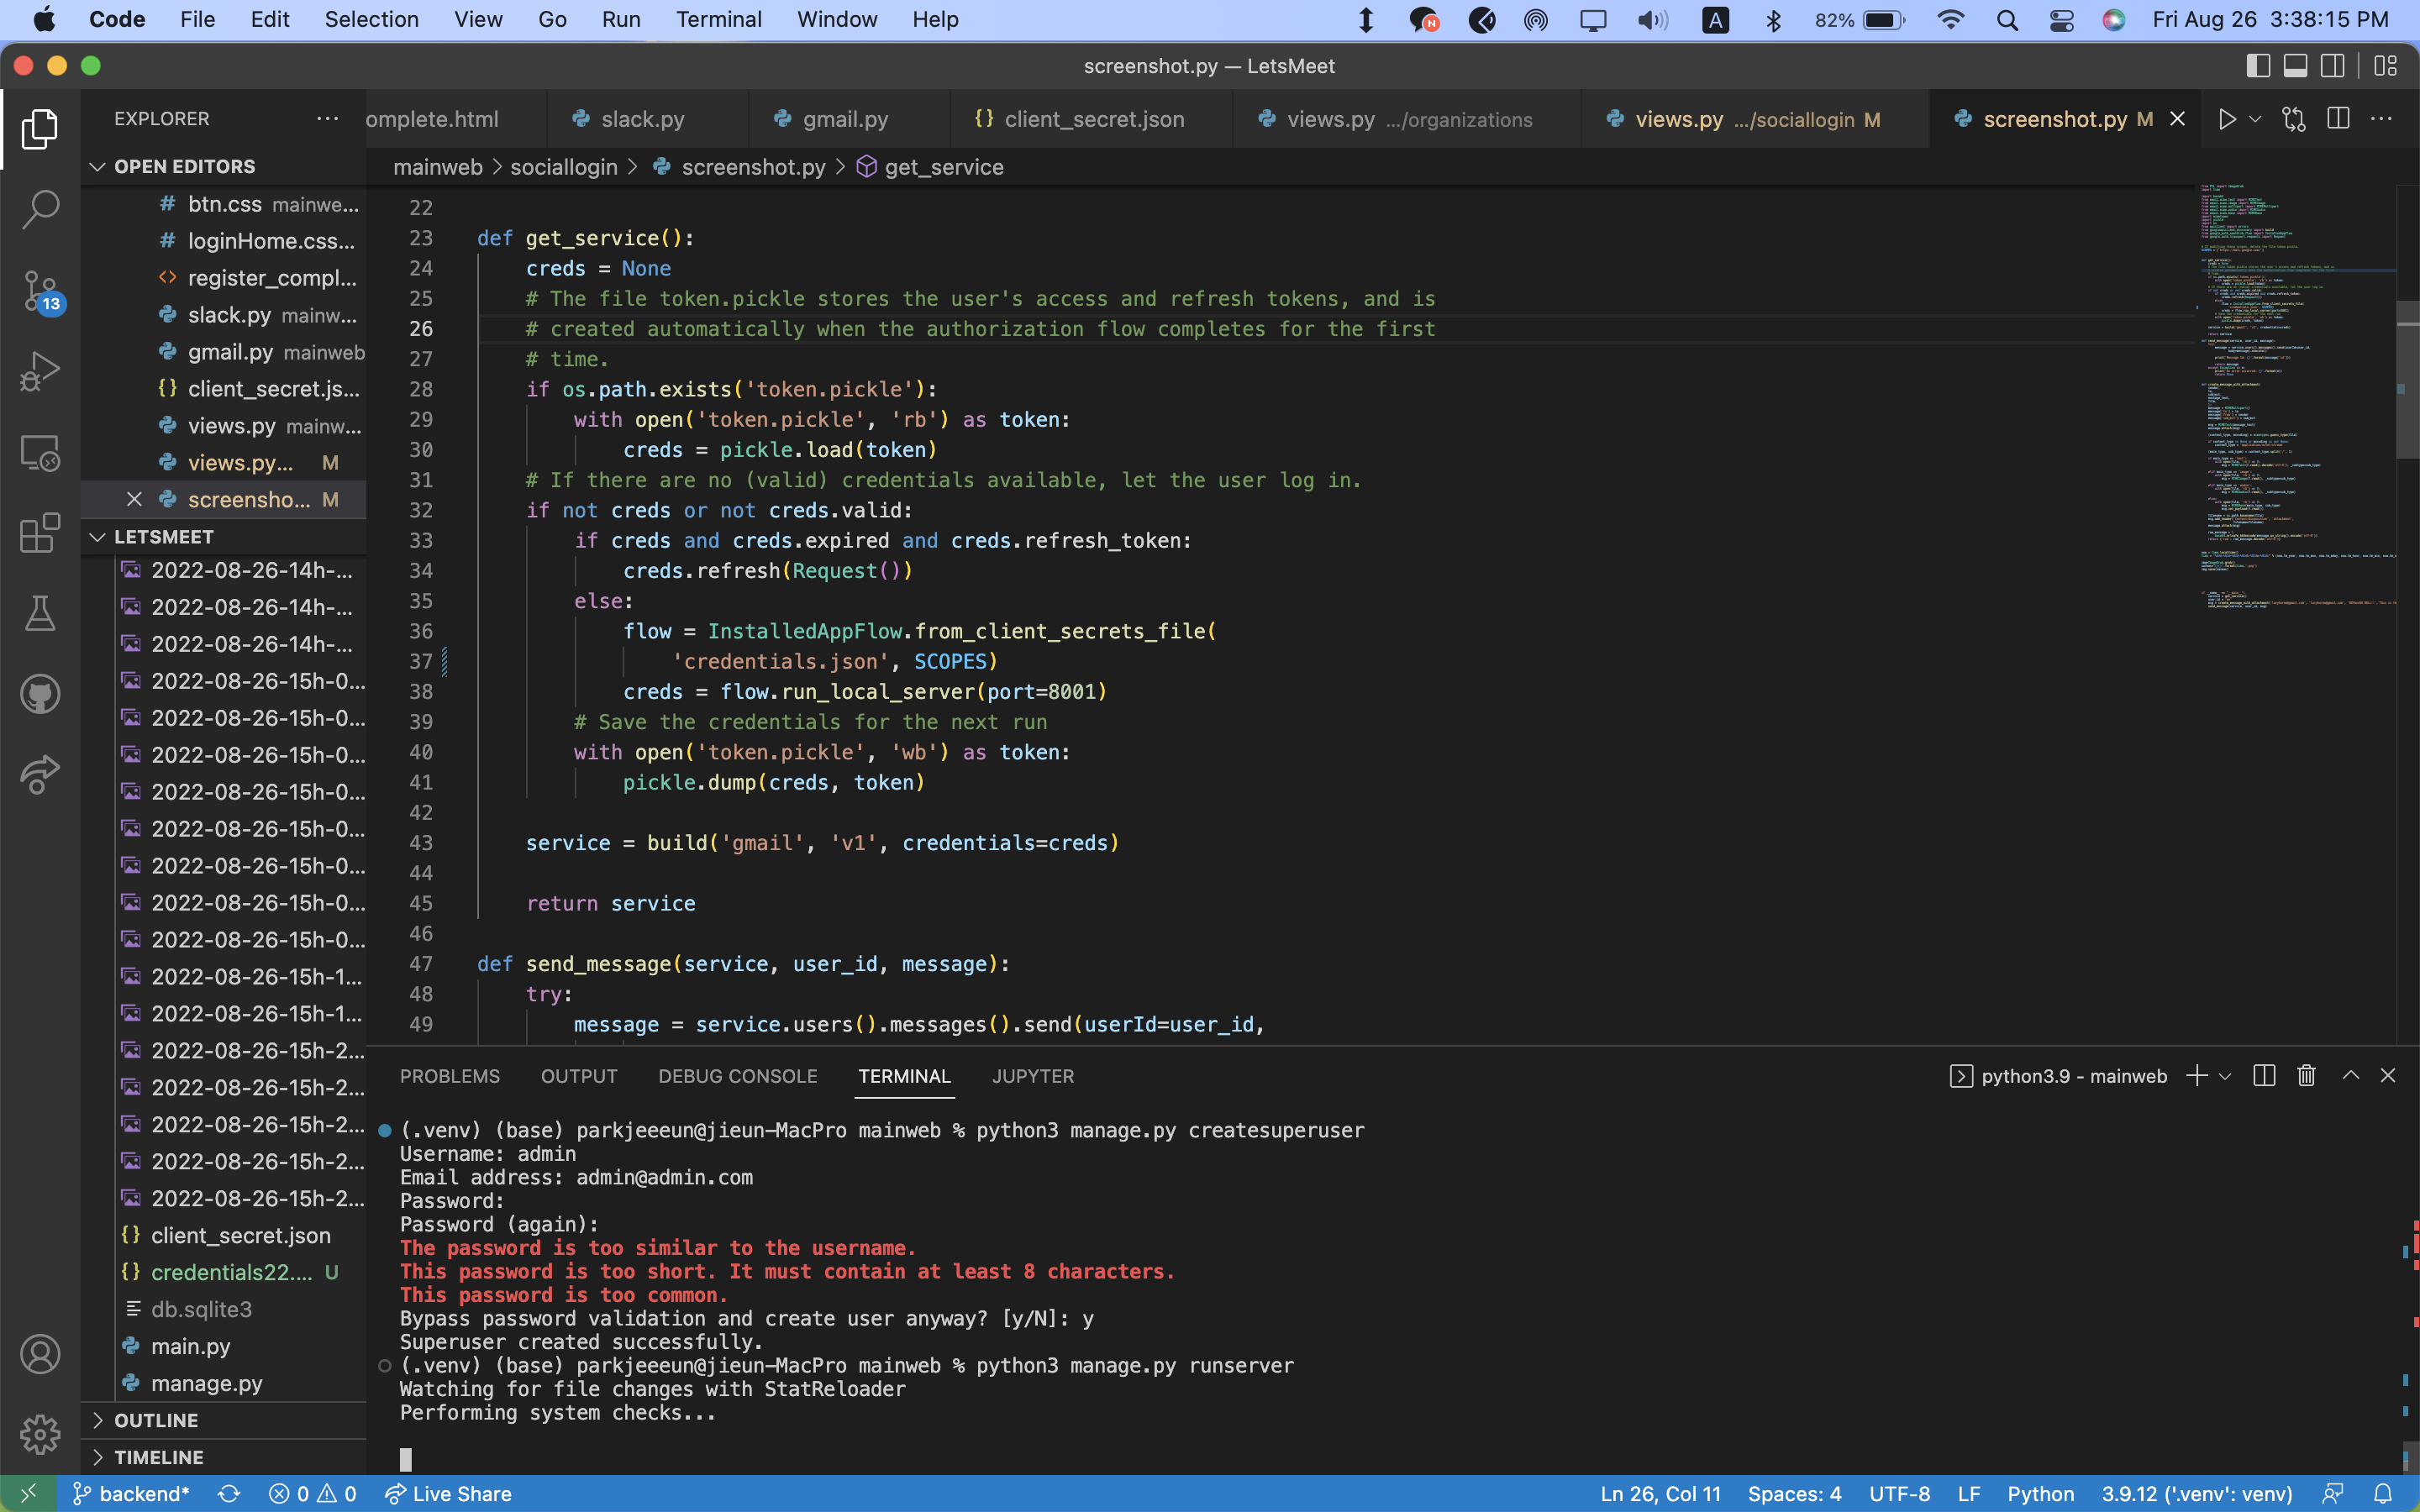 Code File Edit Selection View Go Run Terminal Window Help A 82% Fri Aug 26 3:38:15 PM
screenshot.py — LetsMeet
EXPLORER
omplete.html slack.py gmail.py {} client_secret.json views.py .../organizations views.py .../sociallogin M screenshot.py M
OPEN EDITORS
# btn.css mainwe...
# loginHome.css...
<> register_compl...
slack.py mainw...
gmail.py mainweb
{} client_secret.js...
views.py mainw...
views.py... M
screensho... M
13
LETSMEET
2022-08-26-14h-...
2022-08-26-14h-...
2022-08-26-14h-...
2022-08-26-15h-0...
2022-08-26-15h-0...
2022-08-26-15h-0...
2022-08-26-15h-0...
2022-08-26-15h-0...
2022-08-26-15h-0...
2022-08-26-15h-0...
2022-08-26-15h-0...
2022-08-26-15h-1...
2022-08-26-15h-1...
2022-08-26-15h-2...
2022-08-26-15h-2...
2022-08-26-15h-2...
2022-08-26-15h-2...
2022-08-26-15h-2...
{} client_secret.json
{} credentials22.... U
db.sqlite3
main.py
manage.py
OUTLINE
TIMELINE
mainweb > sociallogin > screenshot.py > get_service
22
23 def get_service():
24 creds = None
25 # The file token.pickle stores the user's access and refresh tokens, and is
26 # created automatically when the authorization flow completes for the first
27 # time.
28 if os.path.exists('token.pickle'):
29 with open('token.pickle', 'rb') as token:
30 creds = pickle.load(token)
31 # If there are no (valid) credentials available, let the user log in.
32 if not creds or not creds.valid:
33 if creds and creds.expired and creds.refresh_token:
34 creds.refresh(Request())
35 else:
36 flow = InstalledAppFlow.from_client_secrets_file(
37 'credentials.json', SCOPES)
38 creds = flow.run_local_server(port=8001)
39 # Save the credentials for the next run
40 with open('token.pickle', 'wb') as token:
41 pickle.dump(creds, token)
42
43 service = build('gmail', 'v1', credentials=creds)
44
45 return service
46
47 def send_message(service, user_id, message):
48 try:
49 message = service.users().messages().send(userId=user_id,
PROBLEMS OUTPUT DEBUG CONSOLE TERMINAL JUPYTER python3.9 - mainweb
(.venv) (base) parkjeeeun@jieun-MacPro mainweb % python3 manage.py createsuperuser
Username: admin
Email address: admin@admin.com
Password:
Password (again):
The password is too similar to the username.
This password is too short. It must contain at least 8 characters.
This password is too common.
Bypass password validation and create user anyway? [y/N]: y
Superuser created successfully.
(.venv) (base) parkjeeeun@jieun-MacPro mainweb % python3 manage.py runserver
Watching for file changes with StatReloader
Performing system checks...
backend* 0 0 Live Share Ln 26, Col 11 Spaces: 4 UTF-8 LF Python 3.9.12 ('.venv': venv)